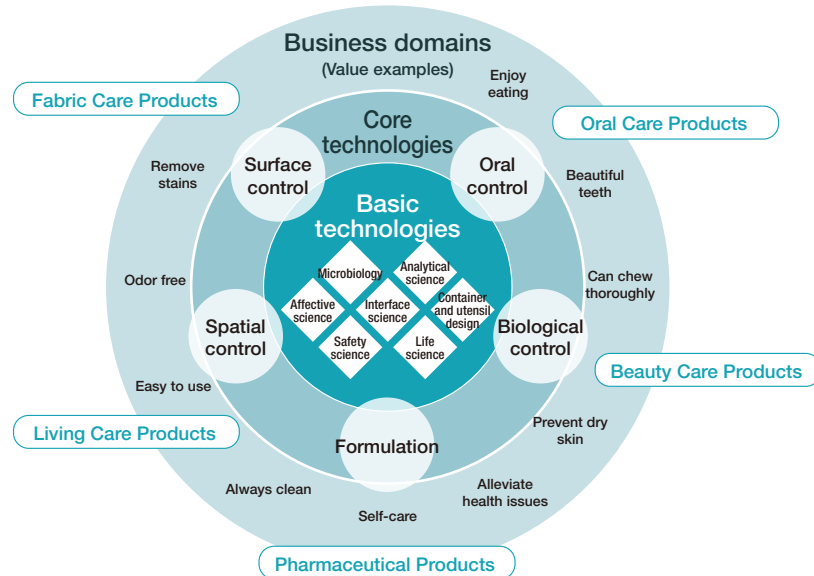 Business domains
(Value examples)
Enjoy
eating
Fabric Care Products
Oral Care Products
Core
technologies
Surface
control
Oral
control
Remove
stains
Beautiful
teeth
Basic
technologies
Microbiology
Analytical
science
Odor free
Can chew
thoroughly
Affective
science
Interface
science
Container
and utensil
design
Spatial
control
Biological
control
Safety
science
Life
science
Easy to use
Beauty Care Products
Living Care Products
Formulation
Prevent dry
skin
Always clean
Alleviate
health issues
Self-care
Pharmaceutical Products